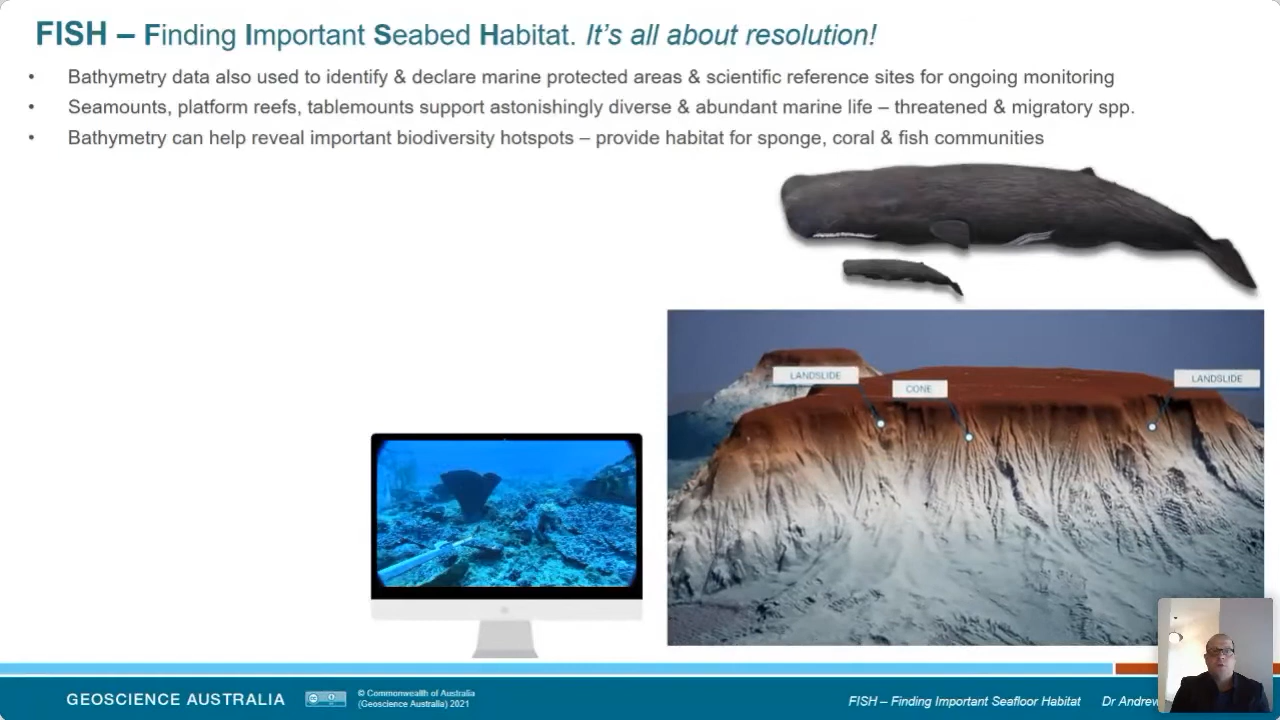 FISH – Finding Important Seabed Habitat. It's all about resolution!
• Bathymetry data also used to identify & declare marine protected areas & scientific reference sites for ongoing monitoring
• Seamounts, platform reefs, tablemounts support astonishingly diverse & abundant marine life – threatened & migratory spp.
• Bathymetry can help reveal important biodiversity hotspots – provide habitat for sponge, coral & fish communities
LANDSLIDE
CONE
LANDSLIDE
GEOSCIENCE AUSTRALIA
© Commonwealth of Australia
(Geoscience Australia) 2021
FISH – Finding Important Seafloor Habitat
Dr Andrew